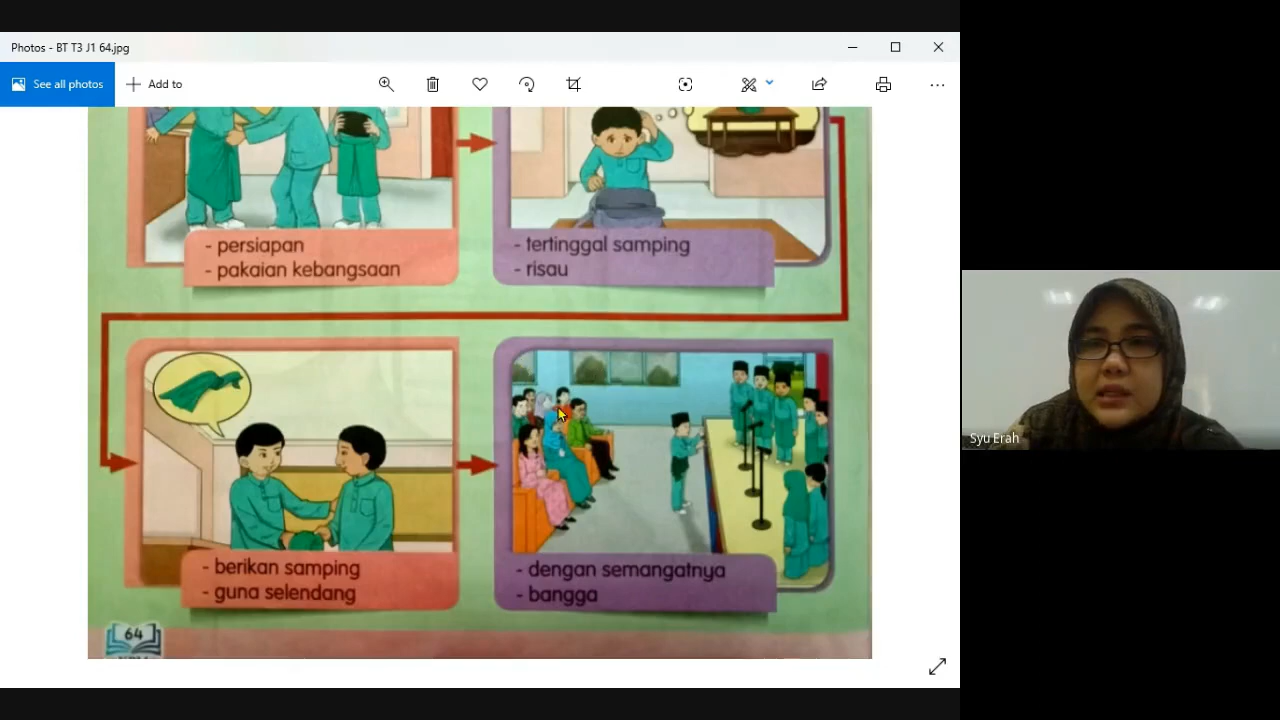 Photos - BT T3 J1 64.jpg
See all photos
Add to
- persiapan
- pakaian kebangsaan
- tertinggal samping
- risau
- berikan samping
- guna selendang
- dengan semangatnya
- bangga
64
Syu Erah